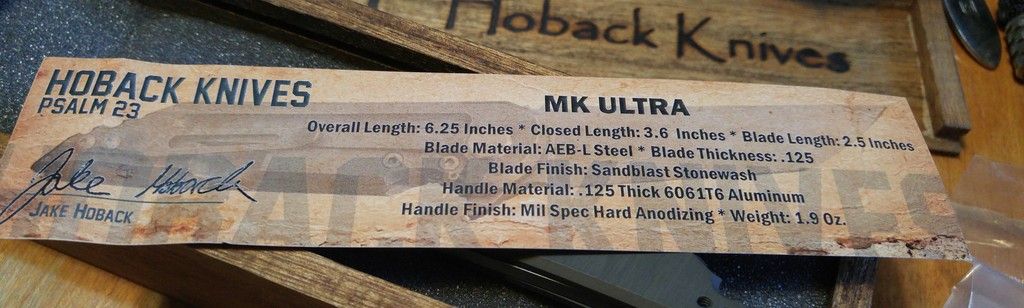 Hoback Knives
HOBACK KNIVES
PSALM 23
Jake Hoback
JAKE HOBACK
MK ULTRA
Overall Length: 6.25 Inches * Closed Length: 3.6 Inches * Blade Length: 2.5 Inches
Blade Material: AEB-L Steel * Blade Thickness: .125
Blade Finish: Sandblast Stonewash
Handle Material: .125 Thick 6061T6 Aluminum
Handle Finish: Mil Spec Hard Anodizing * Weight: 1.9 Oz.
HOBACK KNIVES